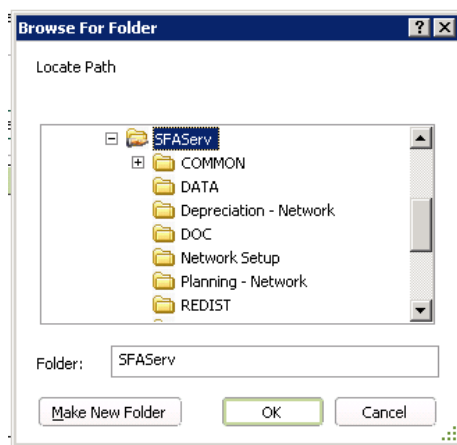 Browse For Folder
Locate Path
SFAServ
COMMON
DATA
Depreciation - Network
DOC
Network Setup
Planning - Network
REDIST
Folder:
SFAServ
Make New Folder
OK
Cancel